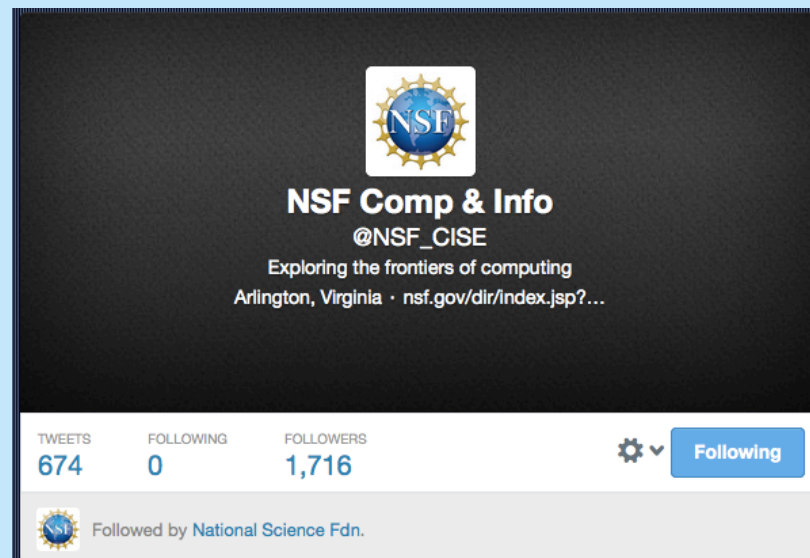 NSF
NSF Comp & Info
@NSF_CISE
Exploring the frontiers of computing
Arlington, Virginia · nsf.gov/dir/index.jsp?...
TWEETS FOLLOWING FOLLOWERS
674 0 1,716 Following
NSF Followed by National Science Fdn.